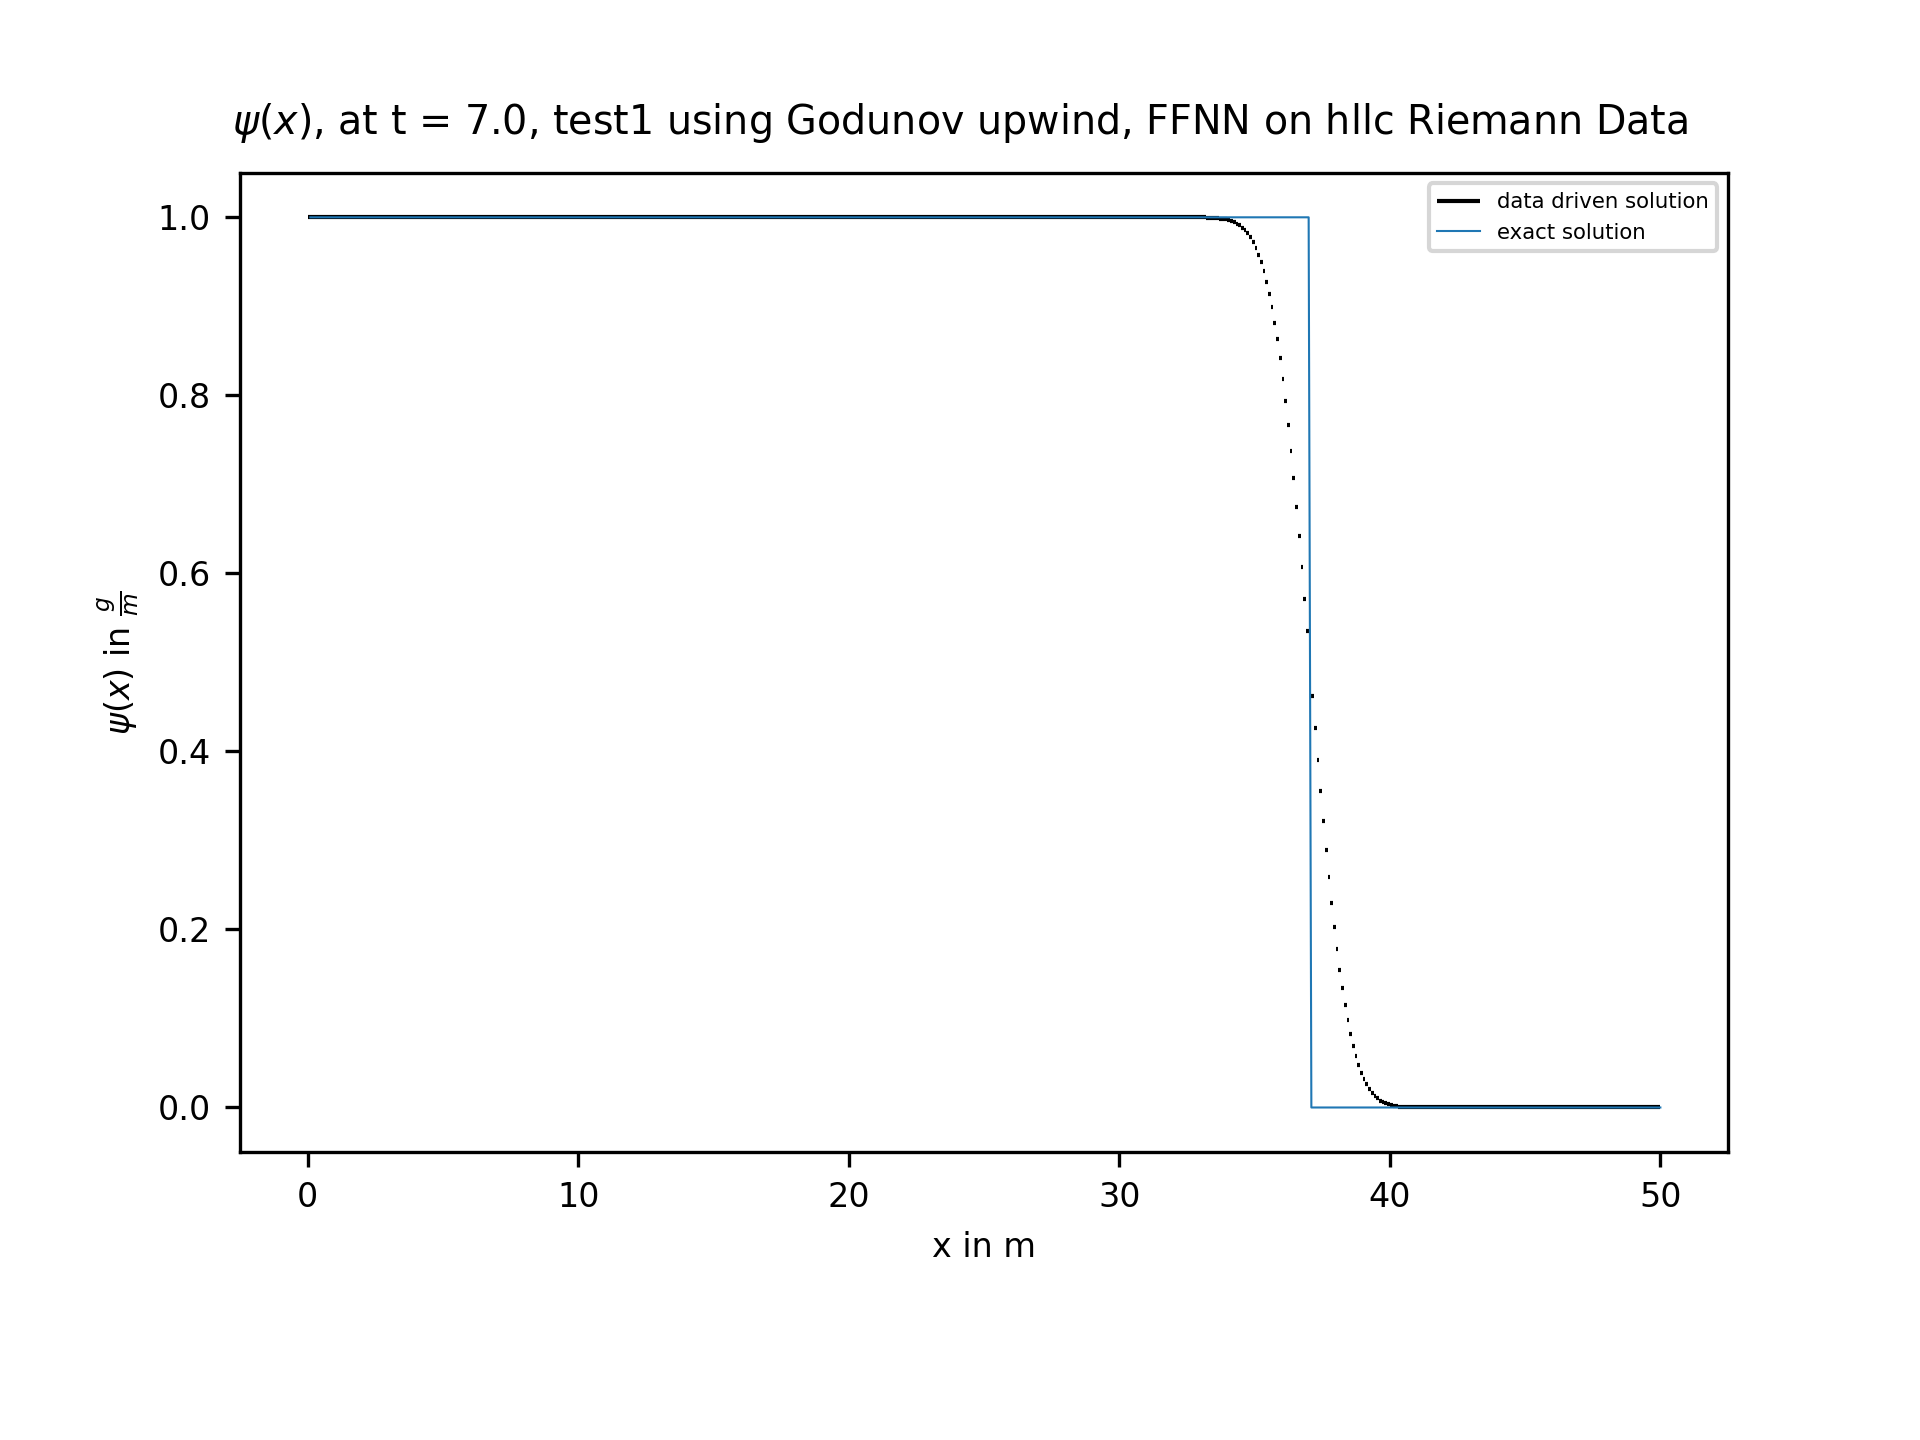 ψ(x), at t = 7.0, test1 using Godunov upwind, FFNN on hllc Riemann Data
data driven solution
exact solution
1.0
0.8
0.6
0.4
0.2
0.0
ψ(x) in g/m
0 10 20 30 40 50
x in m